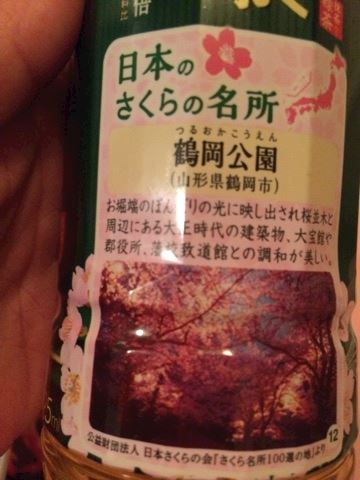 倍
日本の
さくらの名所
つるおかこうえん
鶴岡公園
(山形県鶴岡市)
お堀端のぼんぼりの光に映し出され桜並木と
周辺にある大正時代の建築物、大宝館や
郡役所、藩校致道館との調和が美しい。
12
公益財団法人 日本さくらの会「さくら名所100選の地」より
5ml